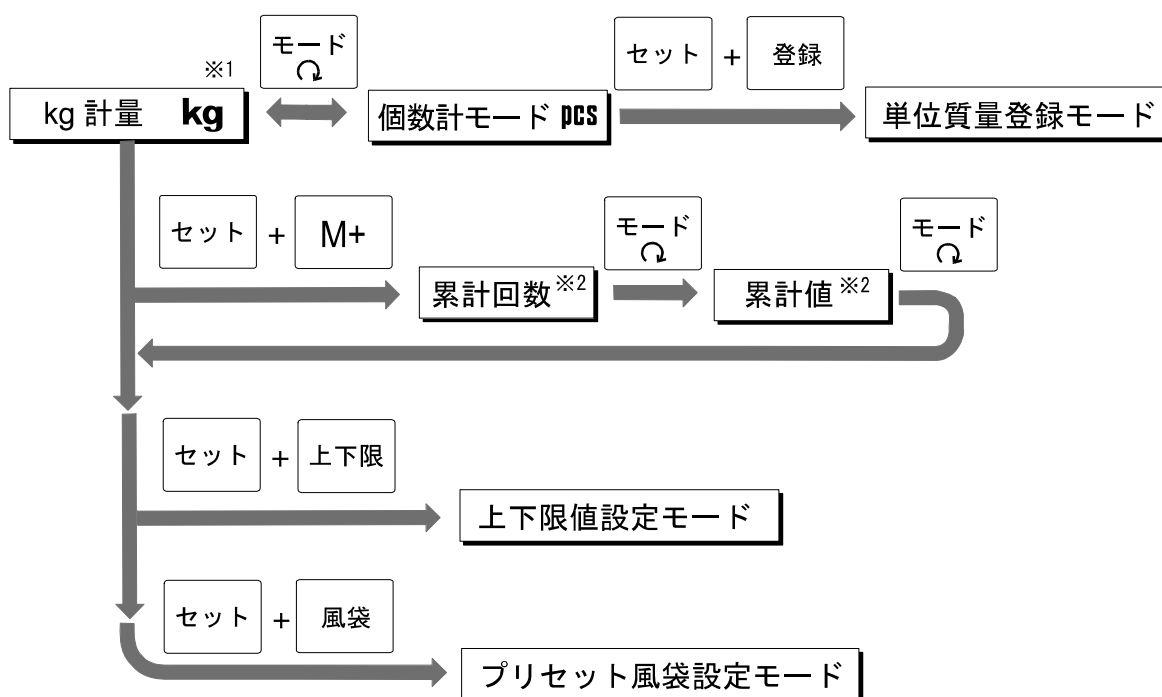 ※1
モード
セット + 登録
kg 計量 kg
個数計モード pcs
単位質量登録モード
セット + M+
モード
モード
累計回数※2
累計値※2
セット + 上下限
上下限値設定モード
セット + 風袋
プリセット風袋設定モード